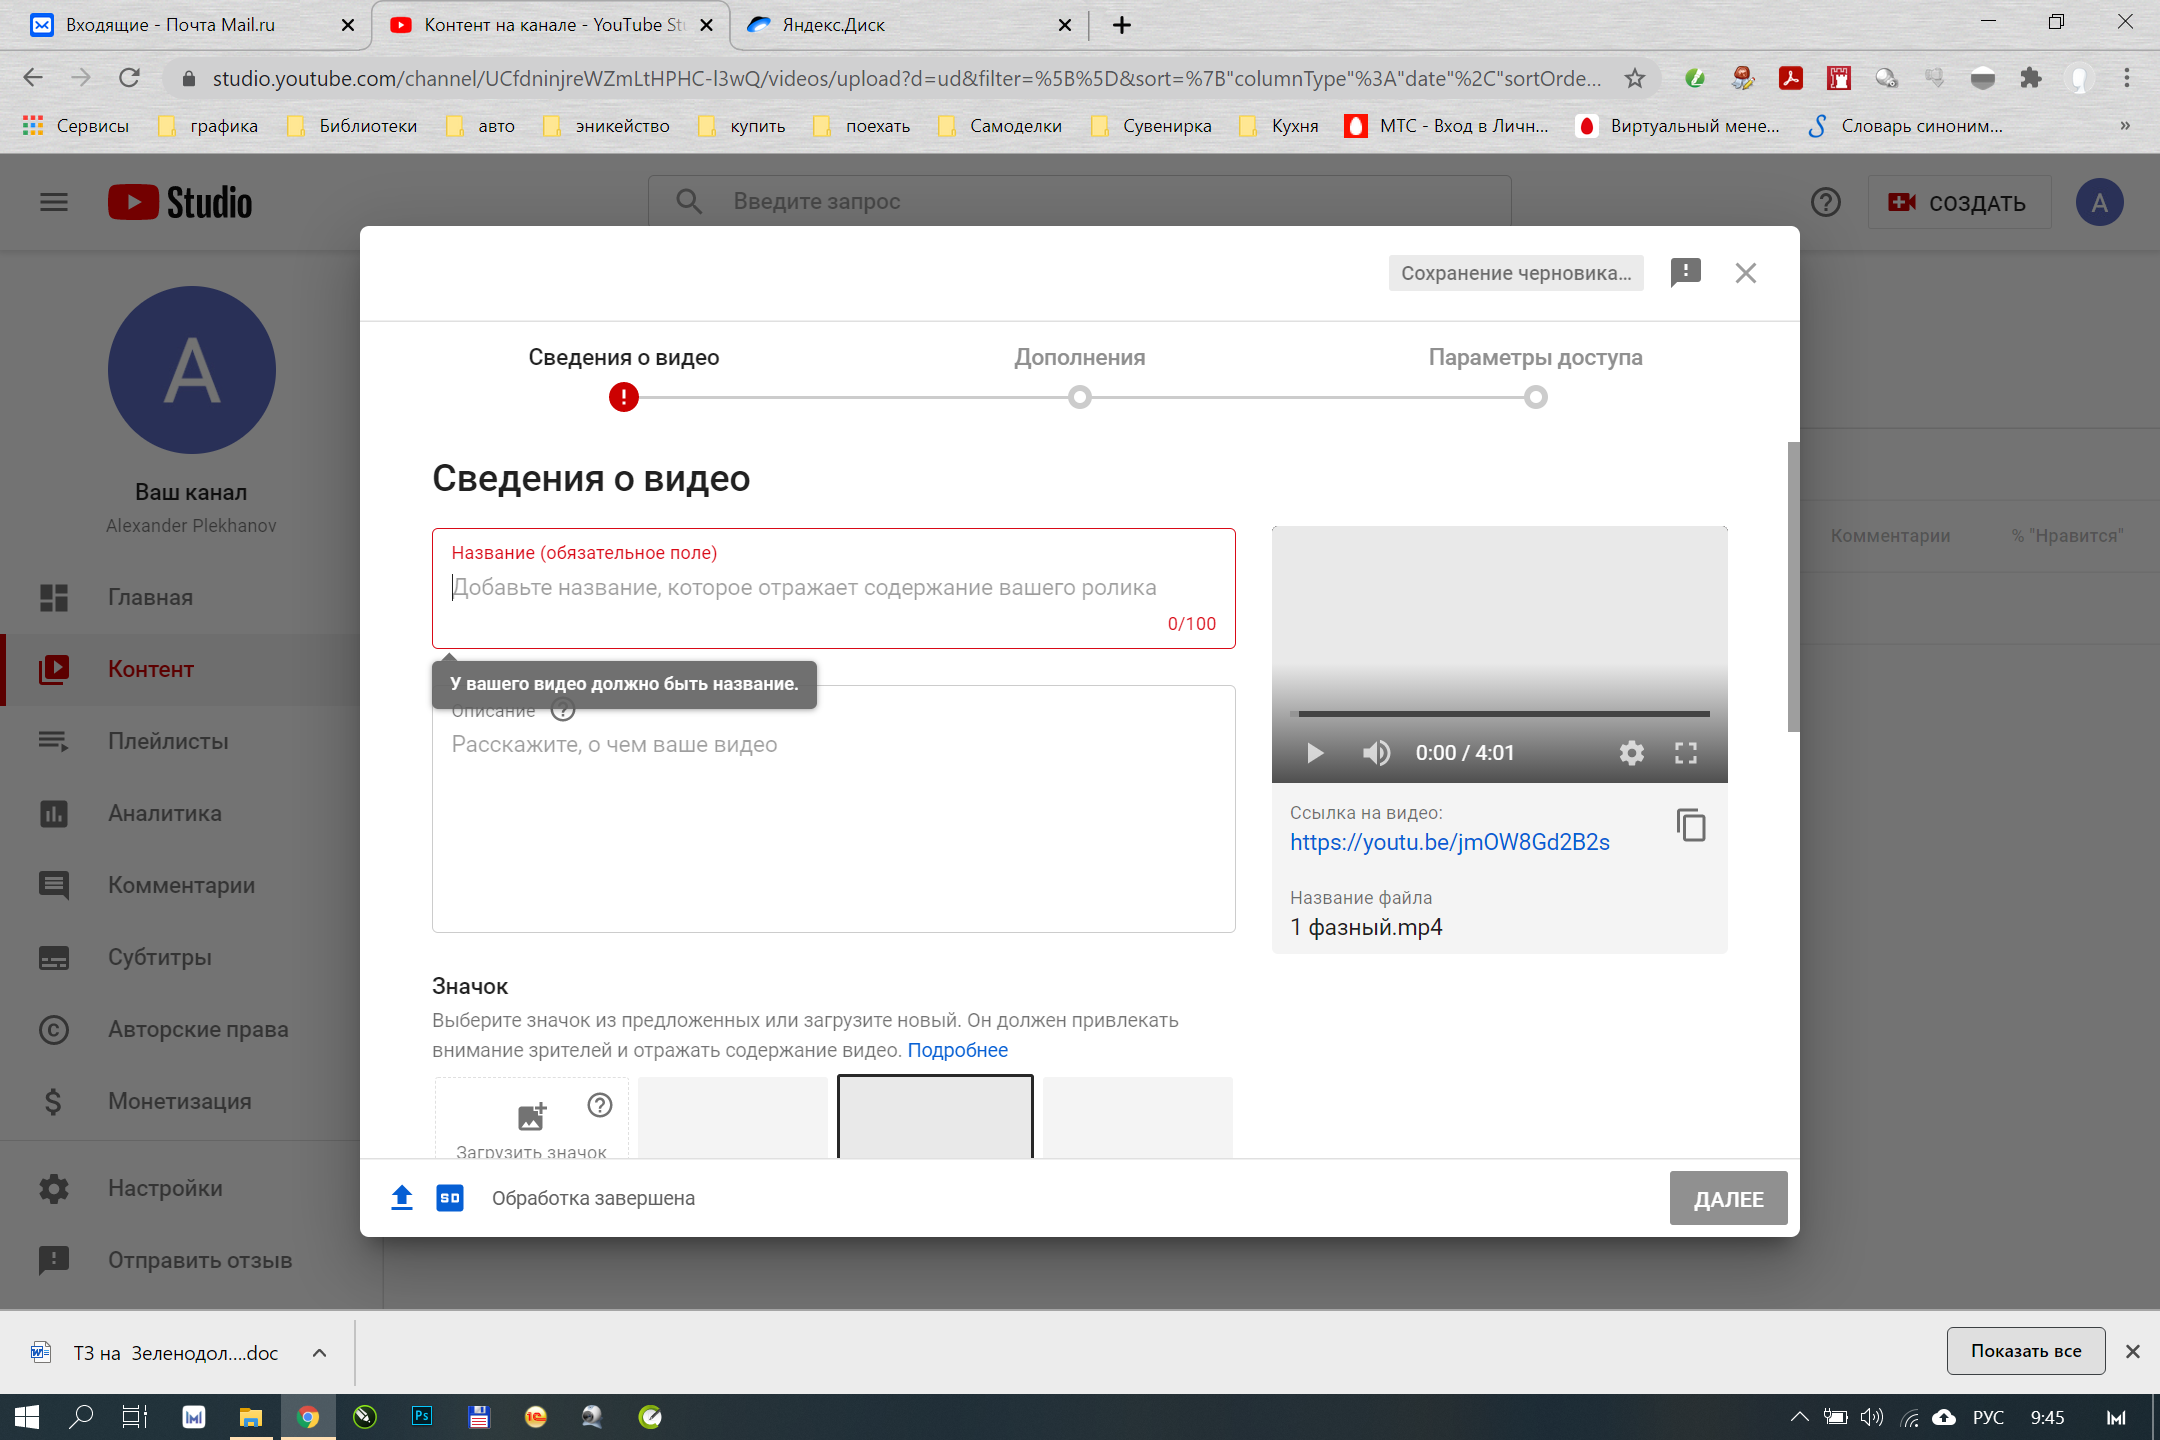 Входящие - Почта Mail.ru
Контент на канале - YouTube St
Яндекс.Диск
studio.youtube.com/channel/UCfdninjreWZmLtHPHC-l3wQ/videos/upload?d=ud&filter=%5B%5D&sort=%7B"columnType"%3A"date"%2C"sortOrde...
Сервисы графика Библиотеки авто эникейство купить поехать Самоделки Сувенирка Кухня МТС - Вход в Личн... Виртуальный мене... Словарь синоним... »
Studio
Введите запрос
СОЗДАТЬ
A
Сохранение черновика...
Сведения о видео
Дополнения
Параметры доступа
A
Ваш канал
Alexander Plekhanov
Главная
Контент
Плейлисты
Аналитика
Комментарии
Субтитры
Авторские права
Монетизация
Настройки
Отправить отзыв
Сведения о видео
Название (обязательное поле)
Добавьте название, которое отражает содержание вашего ролика
0/100
У вашего видео должно быть название.
Описание
Расскажите, о чем ваше видео
0:00 / 4:01
Ссылка на видео:
https://youtu.be/jmOW8Gd2B2s
Название файла
1 фазный.mp4
Комментарии
% "Нравится"
Значок
Выберите значок из предложенных или загрузите новый. Он должен привлекать
внимание зрителей и отражать содержание видео. Подробнее
Загрузить значок
SD
Обработка завершена
ДАЛЕЕ
ТЗ на Зеленодол....doc
Показать все
Ps
1С
РУС
9:45